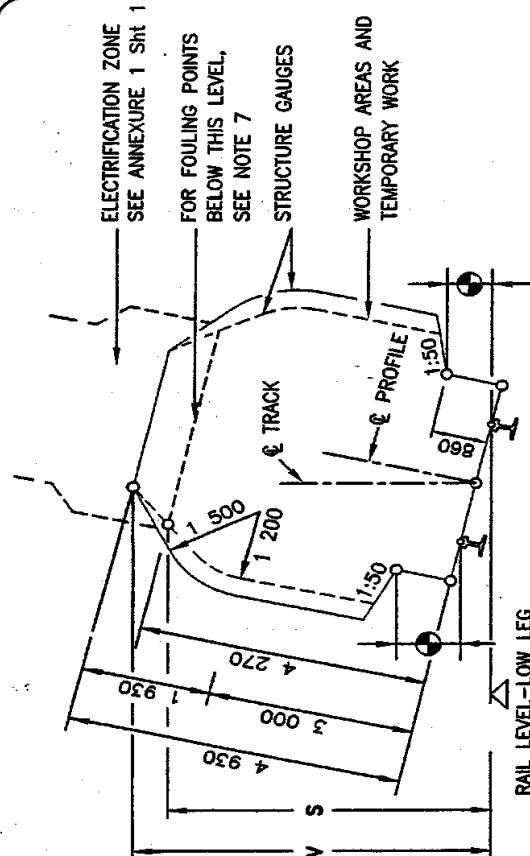 ELECTRIFICATION ZONE
SEE ANNEXURE 1 Sht 1
FOR FOULING POINTS
BELOW THIS LEVEL,
SEE NOTE 7
STRUCTURE GAUGES
WORKSHOP AREAS AND
TEMPORARY WORK
℄ TRACK
℄ PROFILE
1:50
860
1 500
1 200
1:50
4 270
1 930
3 000
4 930
S
V
RAIL LEVEL-LOW LEG